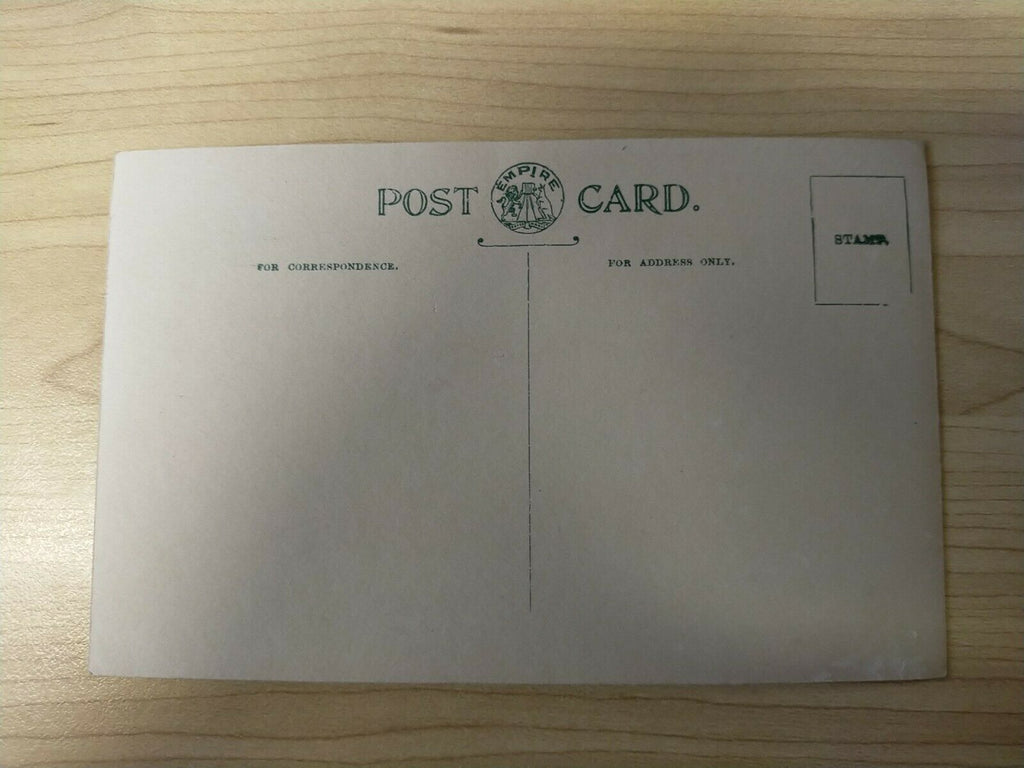 POST EMPIRE CARD.
STAMP
FOR CORRESPONDENCE.
FOR ADDRESS ONLY.